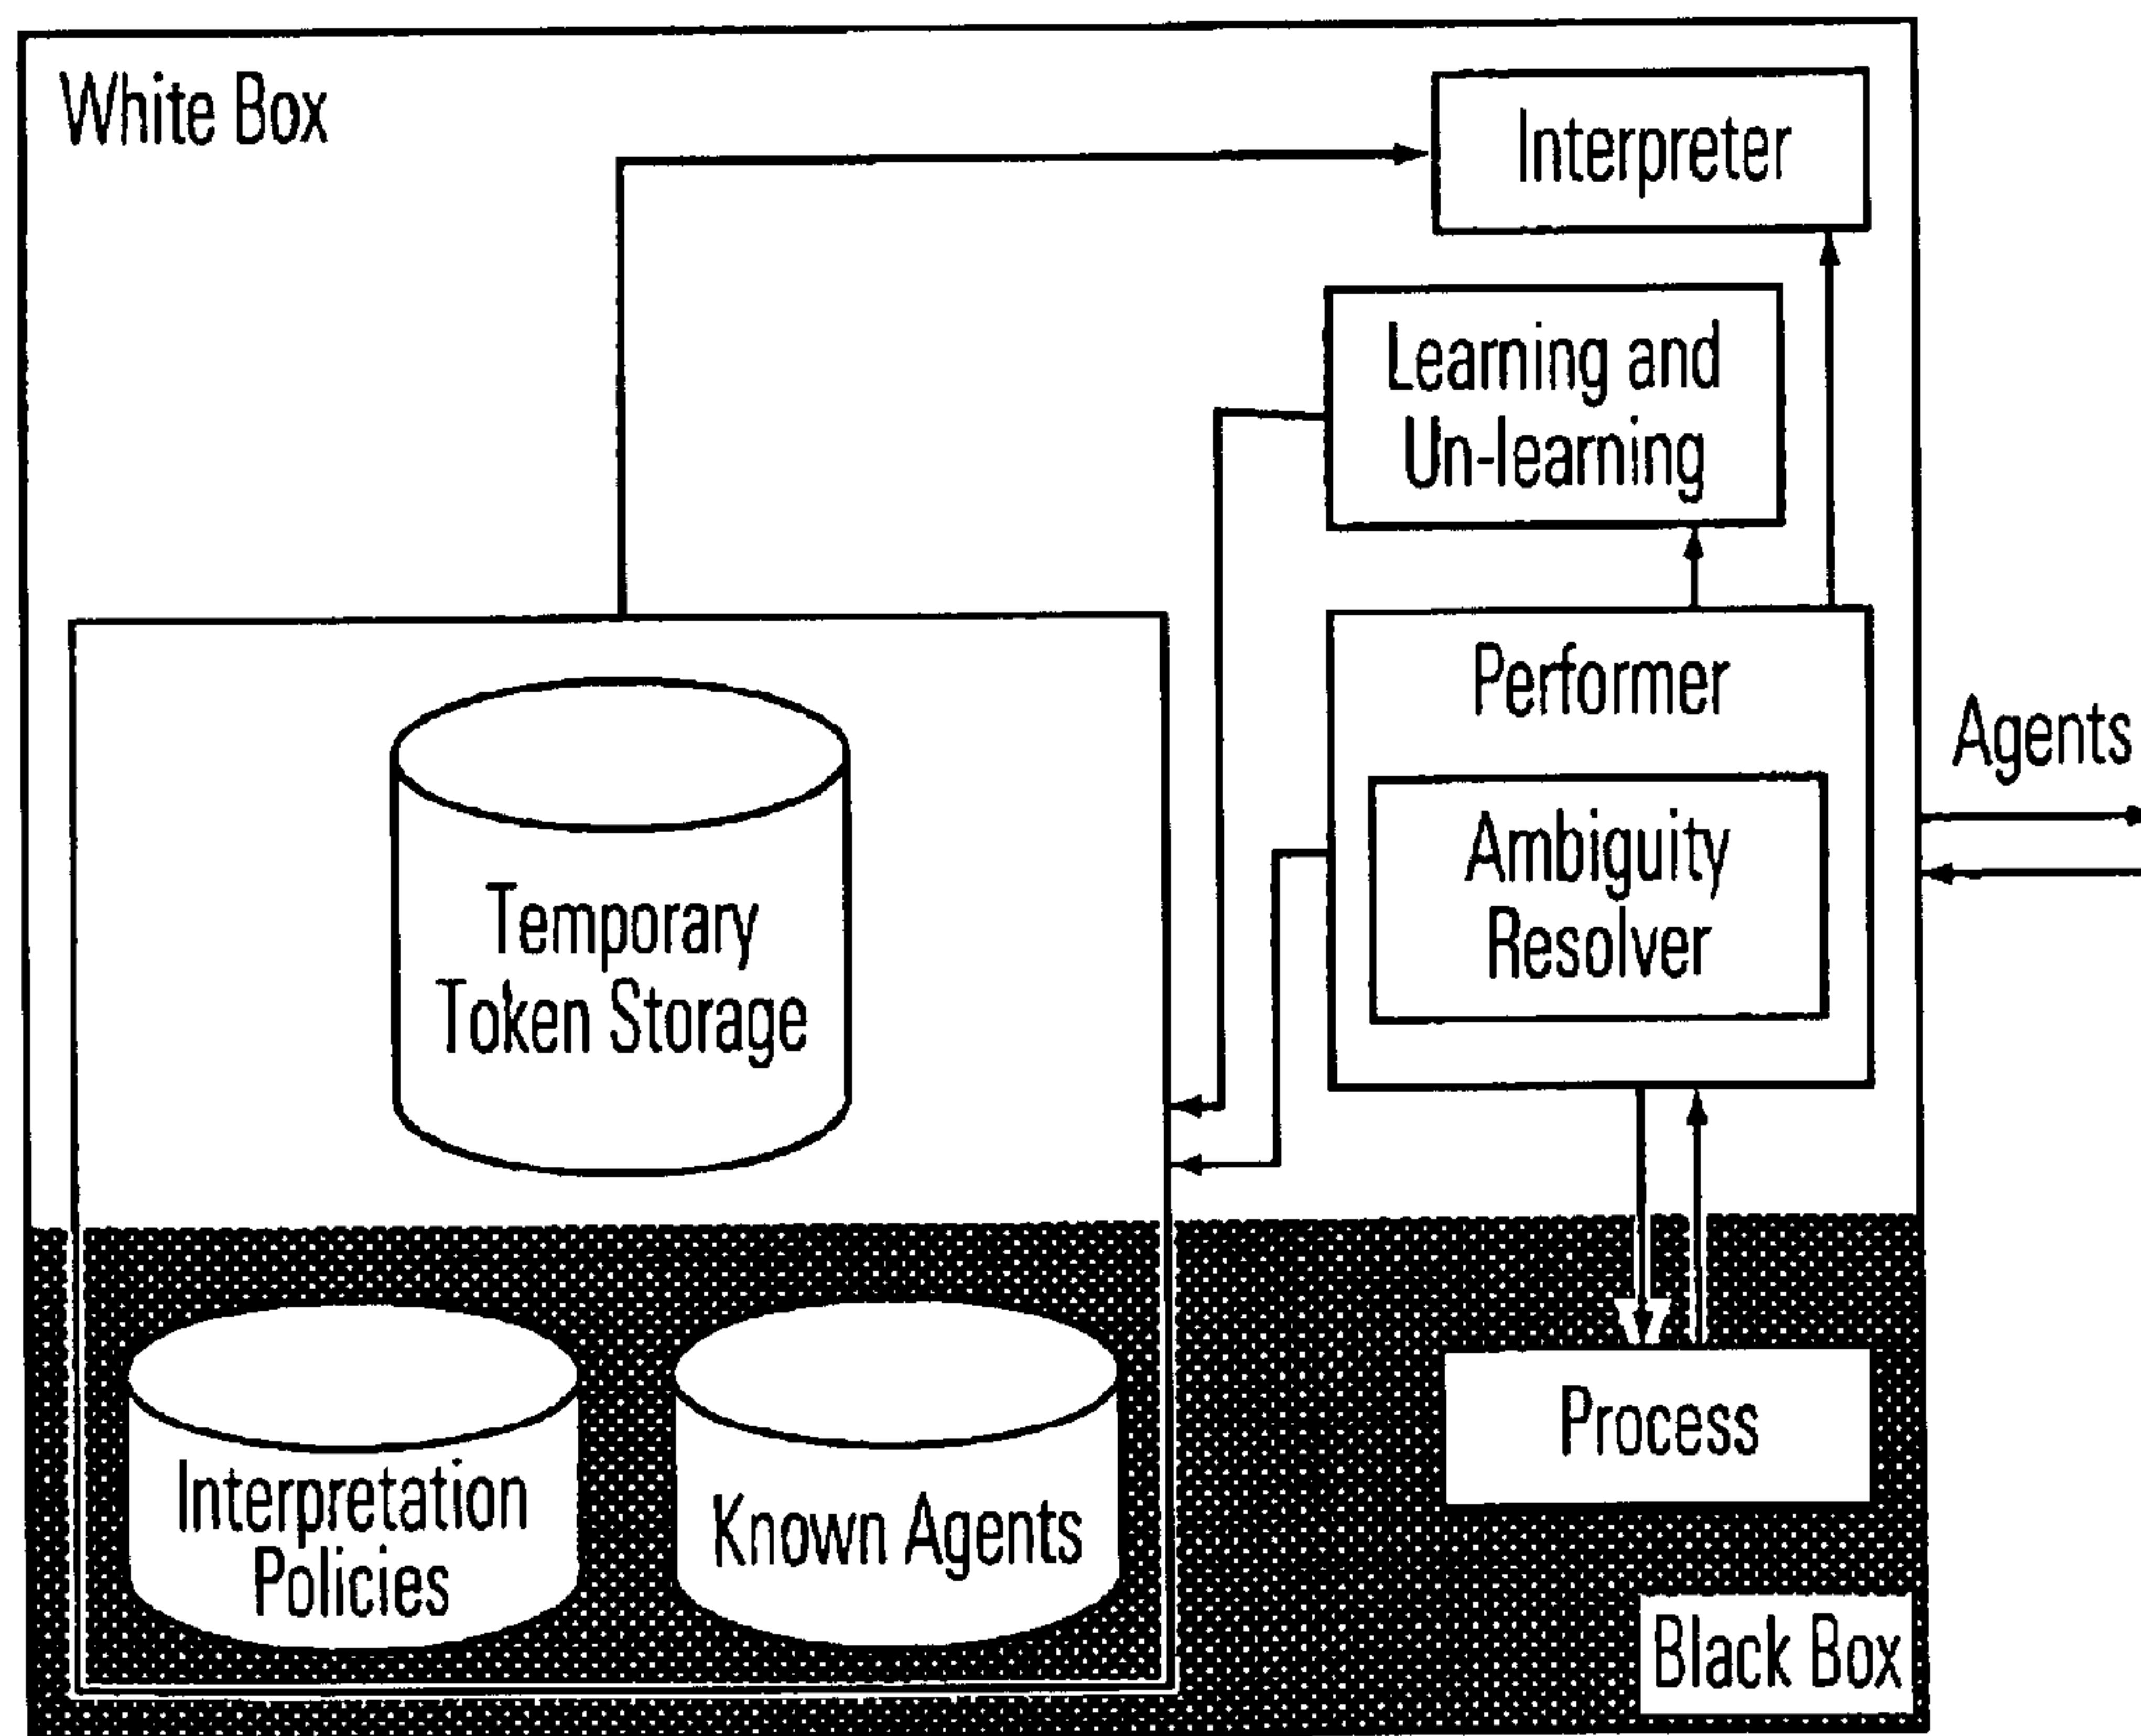 White Box
Interpreter
Learning and
Un-learning
Performer
Agents
Ambiguity
Resolver
Temporary
Token Storage
Process
Interpretation
Policies
Known Agents
Black Box